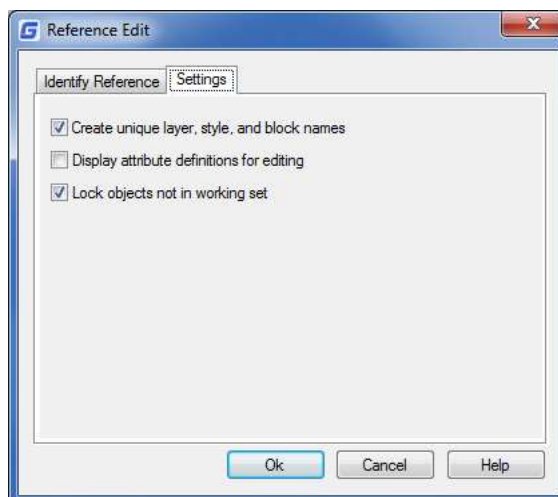 Reference Edit
Identify Reference Settings
Create unique layer, style, and block names
Display attribute definitions for editing
Lock objects not in working set
Ok Cancel Help